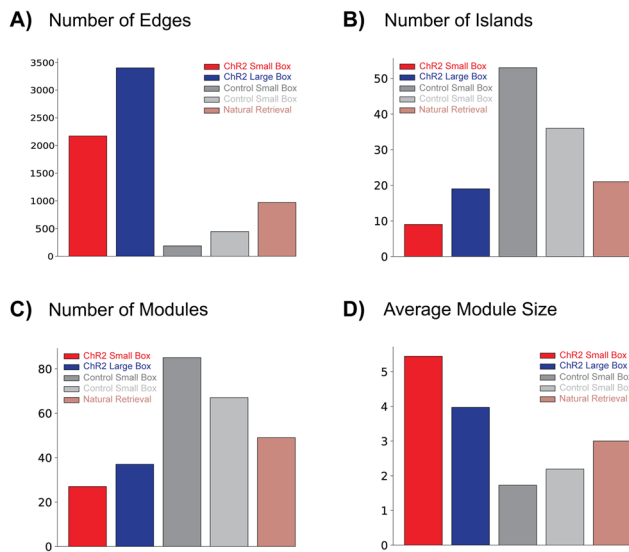 A) Number of Edges
3500
3000
2500
2000
1500
1000
500
0
ChR2 Small Box
ChR2 Large Box
Control Small Box
Control Small Box
Natural Retrieval
B) Number of Islands
50
40
30
20
10
0
ChR2 Small Box
ChR2 Large Box
Control Small Box
Control Small Box
Natural Retrieval
C) Number of Modules
80
60
40
20
0
ChR2 Small Box
ChR2 Large Box
Control Small Box
Control Small Box
Natural Retrieval
D) Average Module Size
5
4
3
2
1
0
ChR2 Small Box
ChR2 Large Box
Control Small Box
Control Small Box
Natural Retrieval